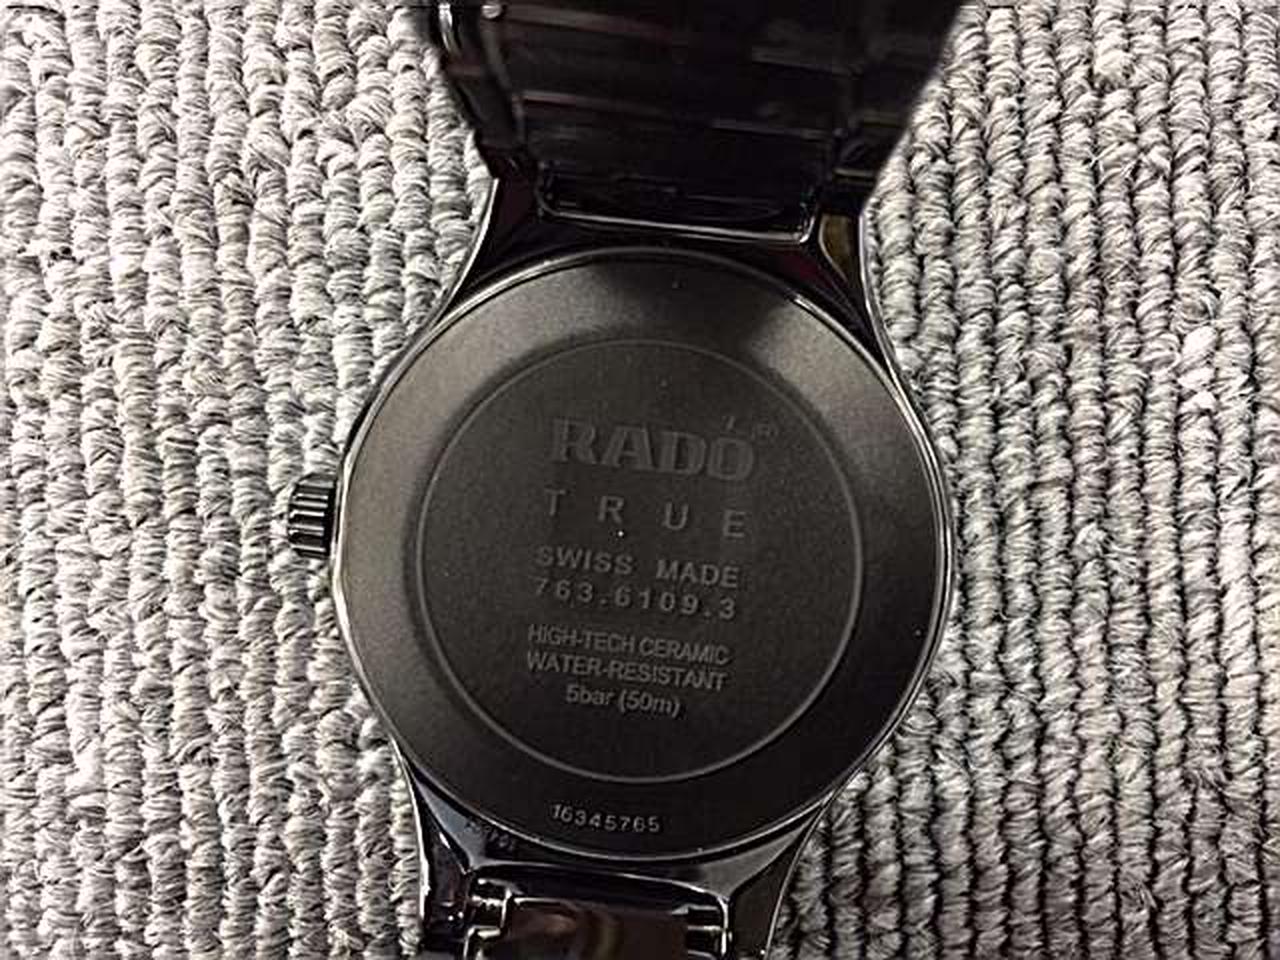 RADO®
TRUE
SWISS MADE
763.6109.3
HIGH-TECH CERAMIC
WATER-RESISTANT
5bar (50m)
16345765